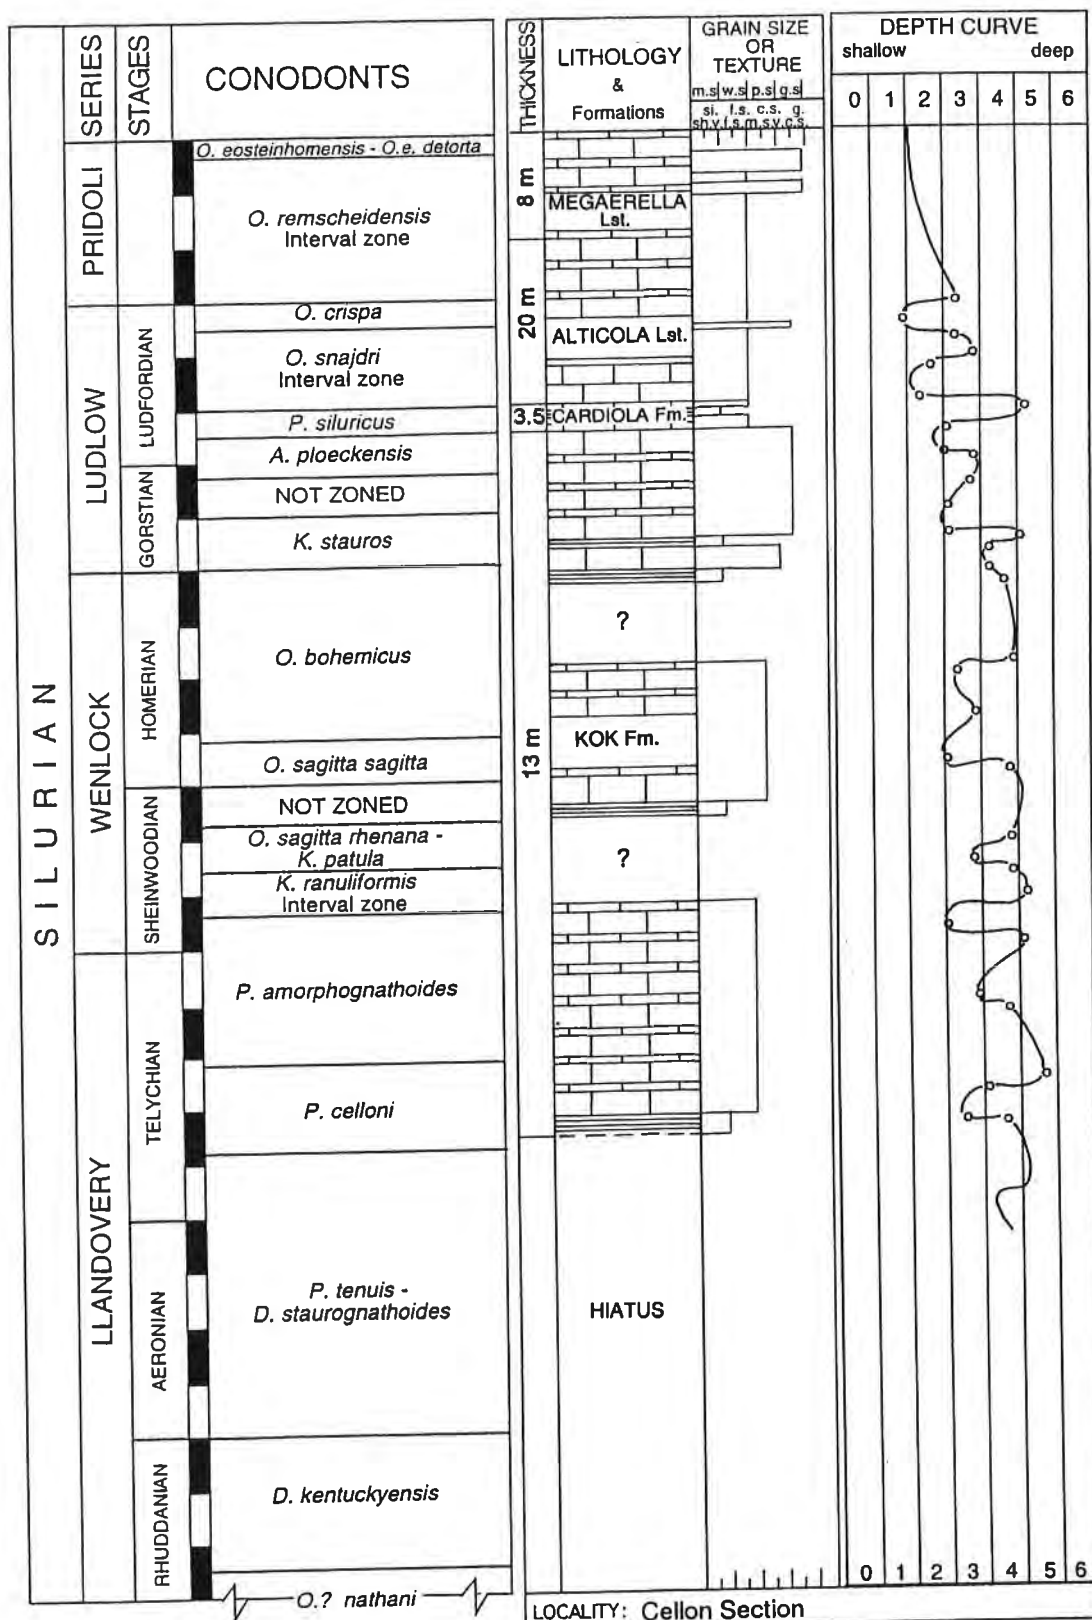 SERIES
STAGES
CONODONTS
THICKNESS
LITHOLOGY
&
Formations
GRAIN SIZE
OR
TEXTURE
m.s w.s p.s g.s
si. f.s. c.s. g.
sh.v.f.s.m.s.v.c.s.
DEPTH CURVE
shallow deep
0 1 2 3 4 5 6
SILURIAN
PRIDOLI
LUDLOW
WENLOCK
LLANDOVERY
LUDFORDIAN
GORSTIAN
HOMERIAN
SHEINWOODIAN
TELYCHIAN
AERONIAN
RHUDDANIAN
O. eosteinhornensis - O.e. detorta
O. remscheidensis
Interval zone
O. crispa
O. snajdri
Interval zone
P. siluricus
A. ploeckensis
NOT ZONED
K. stauros
O. bohemicus
O. sagitta sagitta
NOT ZONED
O. sagitta rhenana -
K. patula
K. ranuliformis
Interval zone
P. amorphognathoides
P. celloni
P. tenuis -
D. staurognathoides
D. kentuckyensis
O.? nathani
8 m
20 m
3.5
13 m
MEGAERELLA
Lst.
ALTICOLA Lst.
CARDIOLA Fm.
?
KOK Fm.
?
HIATUS
0 1 2 3 4 5 6
LOCALITY: Cellon Section